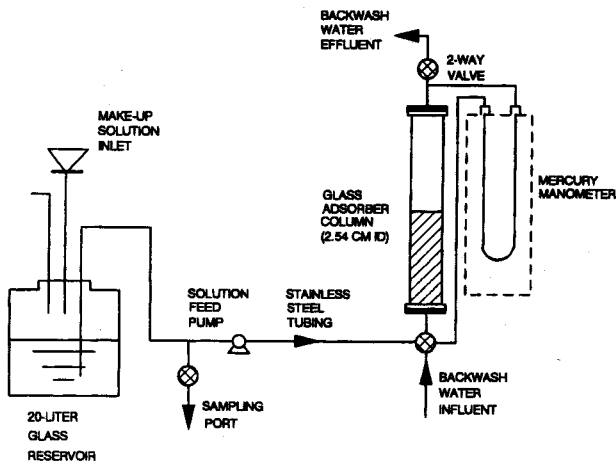 BACKWASH
WATER
EFFLUENT
2-WAY
VALVE
MAKE-UP
SOLUTION
INLET
GLASS
ADSORBER
COLUMN
(2.54 CM ID)
MERCURY
MANOMETER
SOLUTION
FEED
PUMP
STAINLESS
STEEL
TUBING
SAMPLING
PORT
BACKWASH
WATER
INFLUENT
20-LITER
GLASS
RESERVOIR